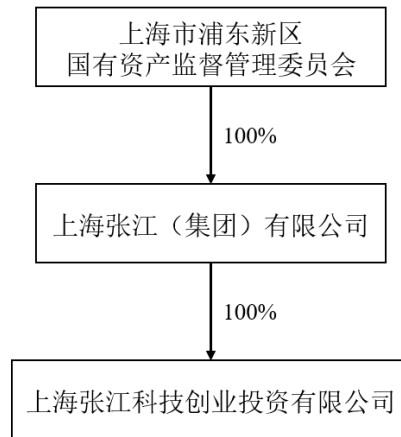 上海市浦东新区
国有资产监督管理委员会
100%
上海张江（集团）有限公司
100%
上海张江科技创业投资有限公司